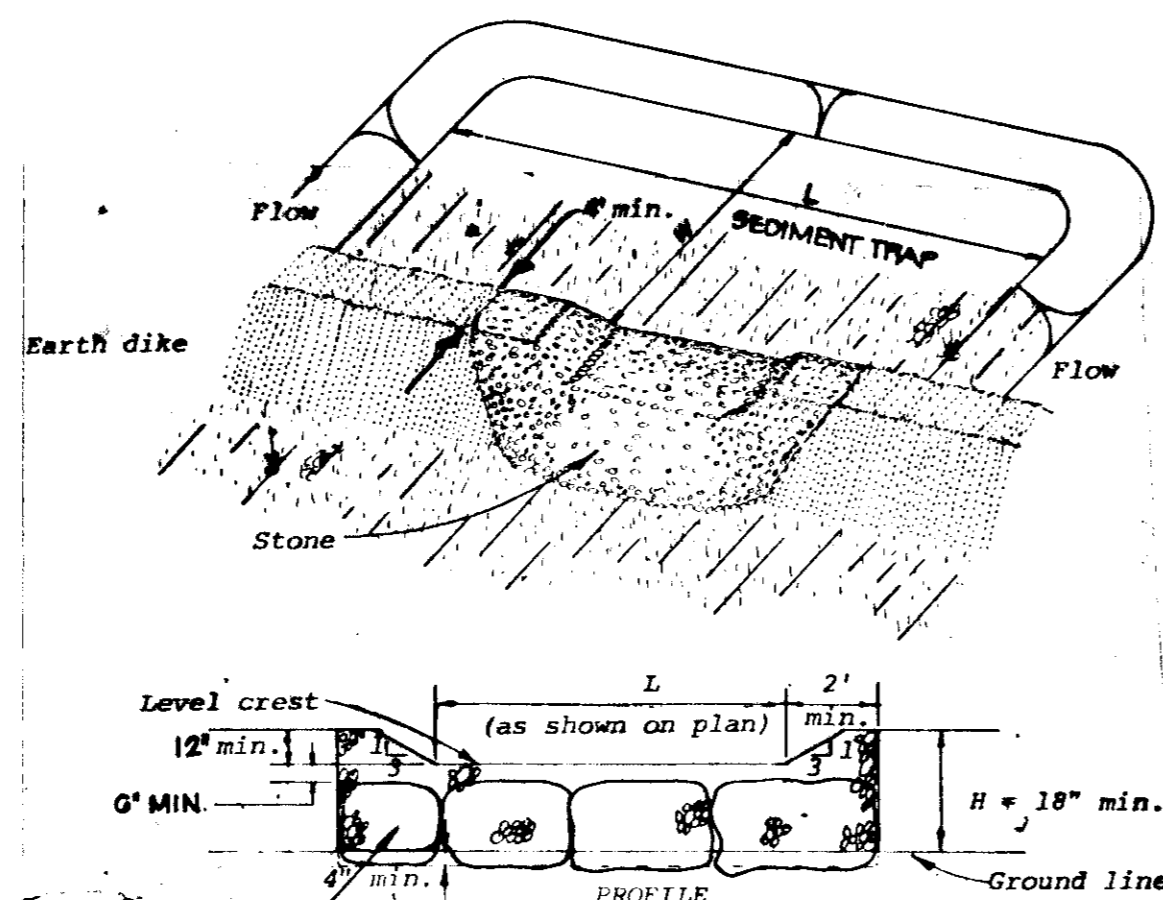 Flow
4' min.
L
SEDIMENT TRAP
Earth dike
Flow
Stone
Level crest
L
2'
(as shown on plan)
min.
12" min.
1
3
3
1
6" MIN.
H = 18" min.
4" min.
Ground line
PROFILE